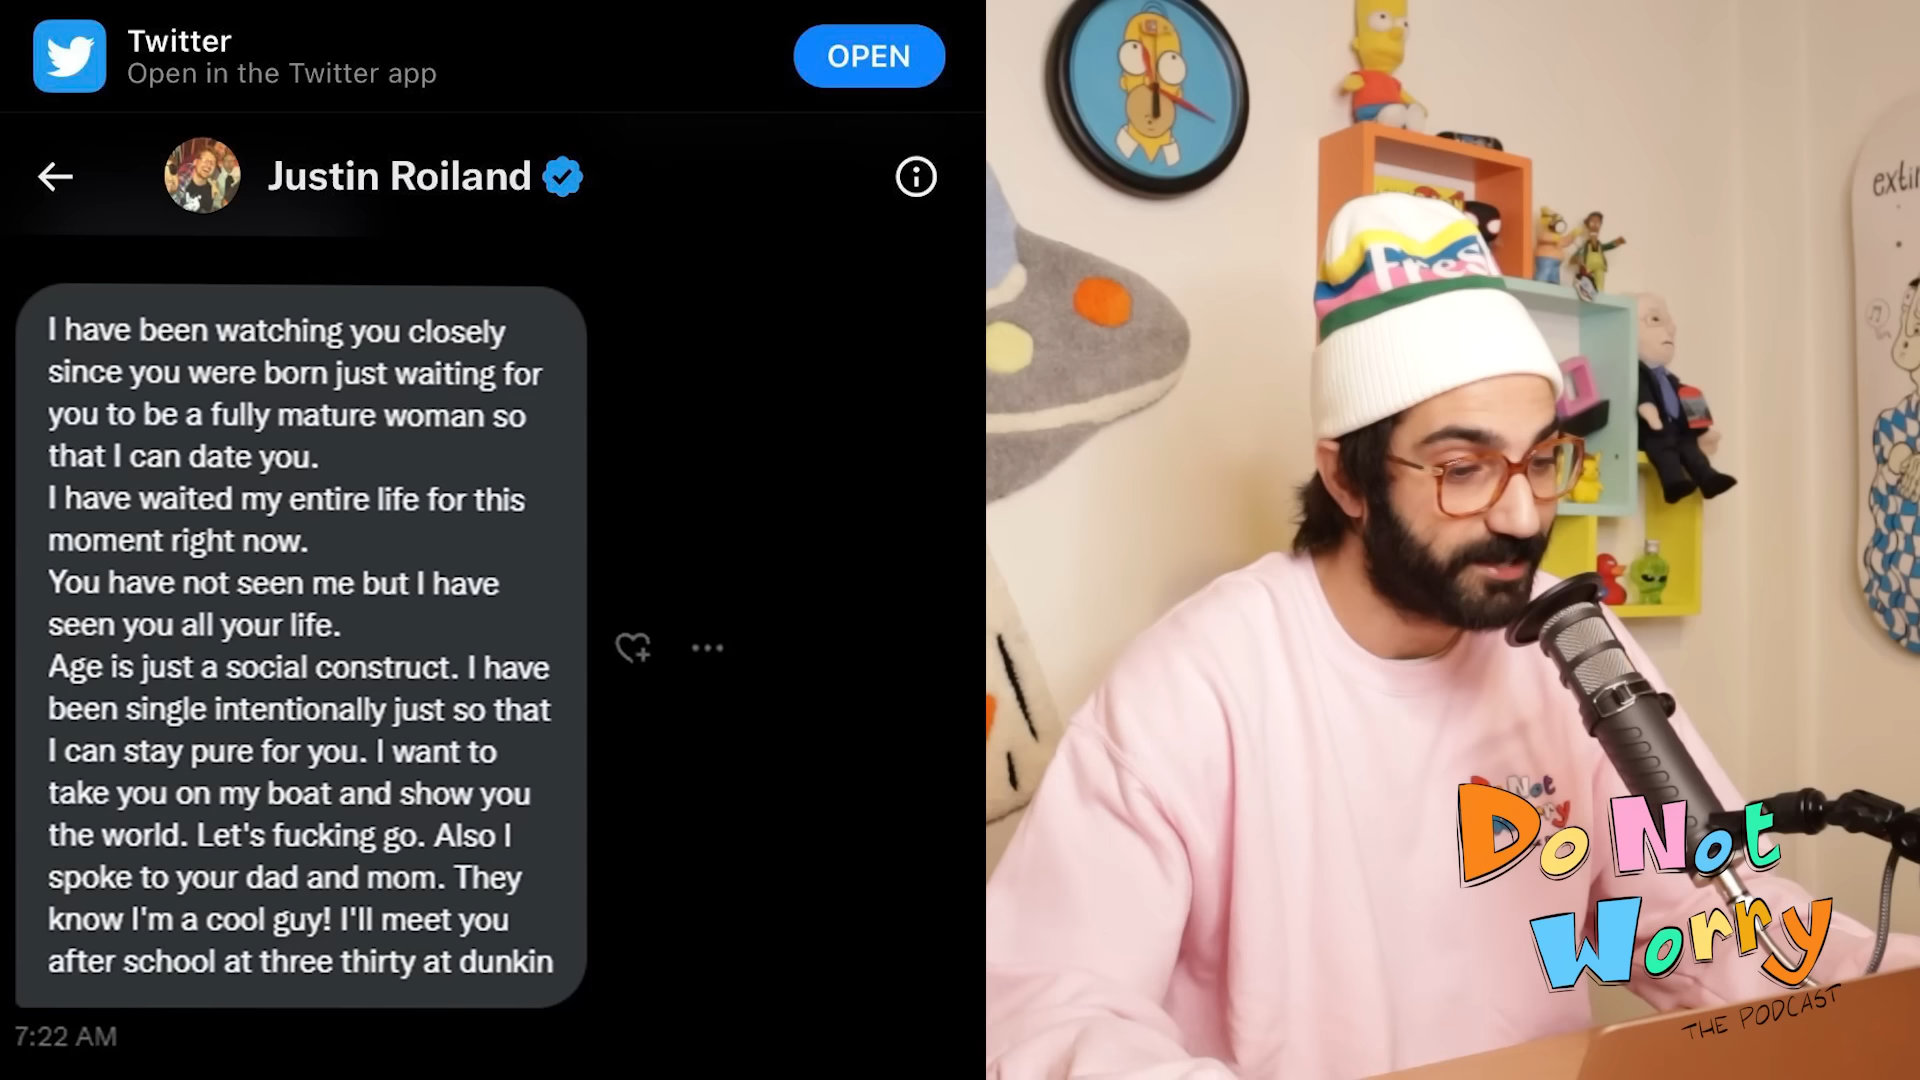 Twitter
Open in the Twitter app
OPEN
Justin Roiland
I have been watching you closely
since you were born just waiting for
you to be a fully mature woman so
that I can date you.
I have waited my entire life for this
moment right now.
You have not seen me but I have
seen you all your life.
Age is just a social construct. I have
been single intentionally just so that
I can stay pure for you. I want to
take you on my boat and show you
the world. Let's fucking go. Also I
spoke to your dad and mom. They
know I'm a cool guy! I'll meet you
after school at three thirty at dunkin
7:22 AM
Do Not
Worry
THE PODCAST